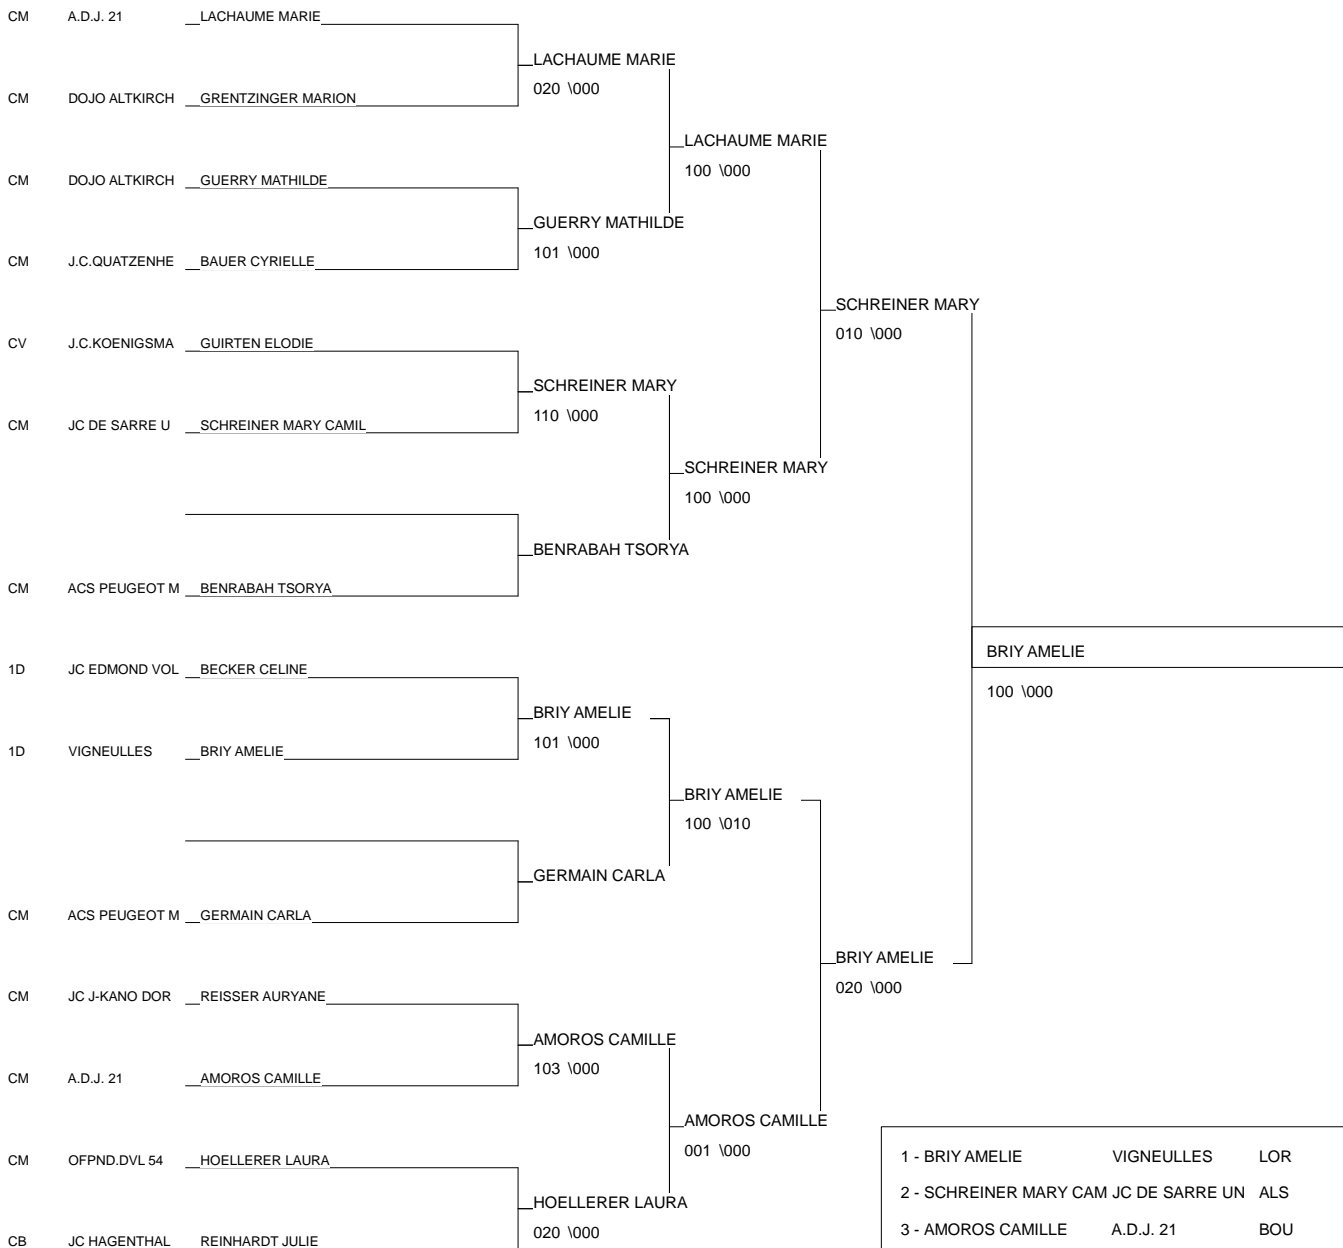 CM A.D.J. 21 LACHAUME MARIE
LACHAUME MARIE
020 \000
CM DOJO ALTKIRCH GRENTZINGER MARION
LACHAUME MARIE
100 \000
CM DOJO ALTKIRCH GUERRY MATHILDE
GUERRY MATHILDE
101 \000
CM J.C.QUATZENHE BAUER CYRIELLE
SCHREINER MARY
010 \000
CV J.C.KOENIGSMA GUIRTEN ELODIE
SCHREINER MARY
110 \000
CM JC DE SARRE U SCHREINER MARY CAMIL
SCHREINER MARY
100 \000
BENRABAH TSORYA
CM ACS PEUGEOT M BENRABAH TSORYA
BRIY AMELIE
100 \000
1D JC EDMOND VOL BECKER CELINE
BRIY AMELIE
101 \000
1D VIGNEULLES BRIY AMELIE
BRIY AMELIE
100 \010
GERMAIN CARLA
CM ACS PEUGEOT M GERMAIN CARLA
BRIY AMELIE
020 \000
CM JC J-KANO DOR REISSER AURYANE
AMOROS CAMILLE
103 \000
CM A.D.J. 21 AMOROS CAMILLE
AMOROS CAMILLE
001 \000
CM OFPND.DVL 54 HOELLERER LAURA
HOELLERER LAURA
020 \000
CB JC HAGENTHAL REINHARDT JULIE
1 - BRIY AMELIE VIGNEULLES LOR
2 - SCHREINER MARY CAM JC DE SARRE UN ALS
3 - AMOROS CAMILLE A.D.J. 21 BOU